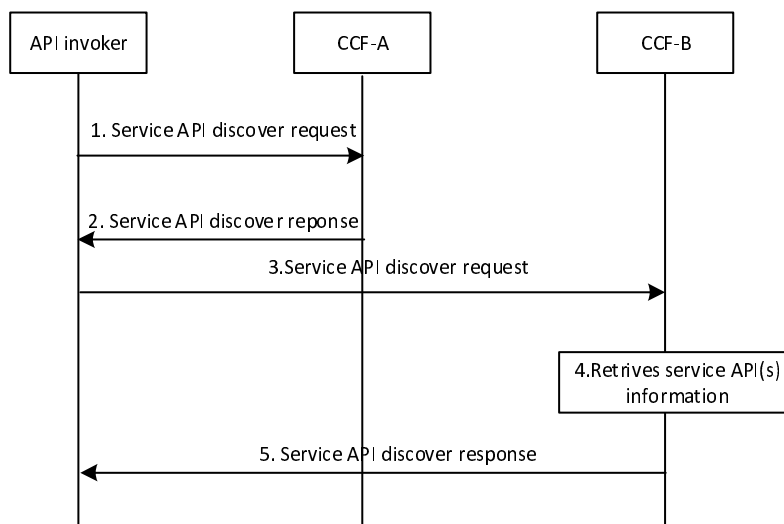 API invoker
CCF-A
CCF-B
1. Service API discover request
2. Service API discover reponse
3.Service API discover request
4.Retrives service API(s)
information
5. Service API discover response